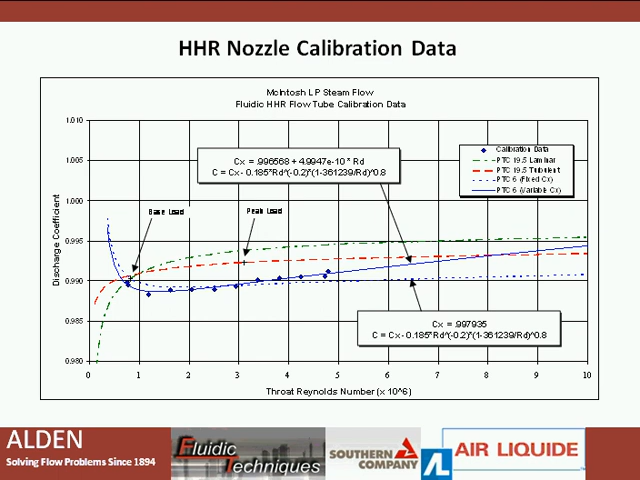 HHR Nozzle Calibration Data
McIntosh LP Steam Flow
Fluidic HHR Flow Tube Calibration Data
1.010
1.005
1.000
0.995
0.990
0.985
0.980
Discharge Coefficient
Cx = .996568 + 4.9947e-10 * Rd
C = Cx - 0.185*Rd^(-0.2)*(1-361239/Rd)^0.8
Calibration Data
PTC 19.5 Laminar
PTC 19.5 Turbulent
PTC 6 (Fixed Cx)
PTC 6 (Variable Cx)
Base Load
Peak Load
Cx = .997935
C = Cx - 0.185*Rd^(-0.2)*(1-361239/Rd)^0.8
0 1 2 3 4 5 6 7 8 9 10
Throat Reynolds Number (x 10^6)
ALDEN
Solving Flow Problems Since 1894
Fluidic
Techniques
SOUTHERN
COMPANY
AL
AIR LIQUIDE